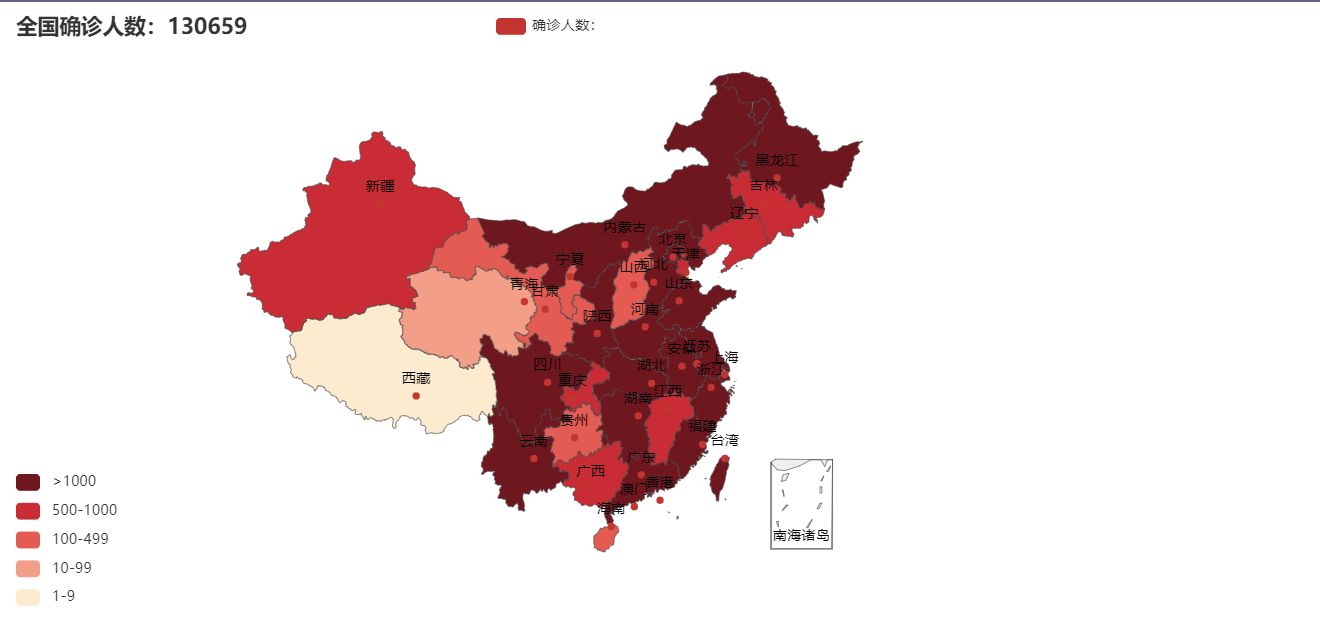 全国确诊人数：130659
确诊人数:
黑龙江
吉林
新疆
辽宁
内蒙古
北京
天津
宁夏
山西
河北
青海
甘肃
山东
河南
陕西
安徽
江苏
上海
四川
湖北
浙江
重庆
西藏
江西
湖南
贵州
福建
云南
台湾
广东
广西
香港
澳门
海南
南海诸岛
>1000
500-1000
100-499
10-99
1-9